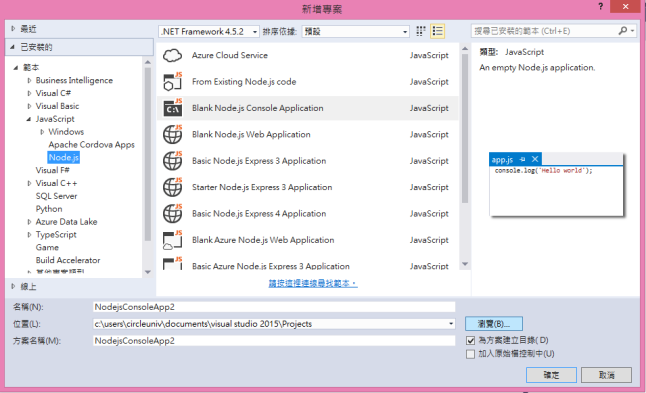 新增專案
? ×
最近
已安裝的
範本
Business Intelligence
Visual C#
Visual Basic
JavaScript
Windows
Apache Cordova Apps
Node.js
Visual F#
Visual C++
SQL Server
Python
Azure Data Lake
TypeScript
Game
Build Accelerator
其他專案類型
線上
.NET Framework 4.5.2 排序依據: 預設
Azure Cloud Service JavaScript
From Existing Node.js code JavaScript
Blank Node.js Console Application JavaScript
Blank Node.js Web Application JavaScript
Basic Node.js Express 3 Application JavaScript
Starter Node.js Express 3 Application JavaScript
Basic Node.js Express 4 Application JavaScript
Blank Azure Node.js Web Application JavaScript
Basic Azure Node.js Express 3 Application JavaScript
請按這裡連線尋找範本。
搜尋已安裝的範本 (Ctrl+E)
類型: JavaScript
An empty Node.js application.
app.js
console.log('Hello world');
名稱(N): NodejsConsoleApp2
位置(L): c:\users\circleuniv\documents\visual studio 2015\Projects
瀏覽(B)...
方案名稱(M): NodejsConsoleApp2
為方案建立目錄(D)
加入原始檔控制中(U)
確定 取消